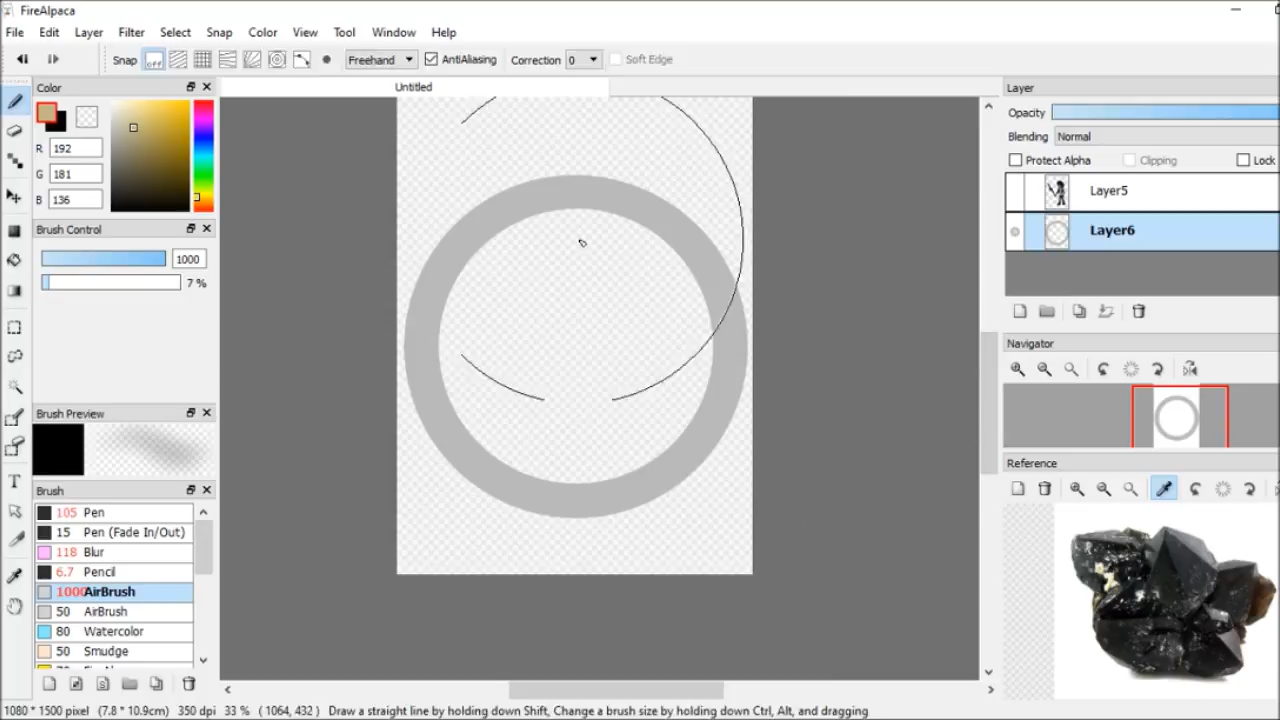 FireAlpaca
File Edit Layer Filter Select Snap Color View Tool Window Help
Snap off Freehand AntiAliasing Correction 0 Soft Edge
Color
Untitled
Layer
Opacity
Blending Normal
R 192
G 181
B 136
Protect Alpha Clipping Lock
Layer5
Layer6
Brush Control
1000
7 %
Navigator
Brush Preview
Reference
Brush
105 Pen
15 Pen (Fade In/Out)
118 Blur
6.7 Pencil
1000 AirBrush
50 AirBrush
80 Watercolor
50 Smudge
T
1080 * 1500 pixel (7.8 * 10.9cm) 350 dpi 33 % ( 1064, 432 ) Draw a straight line by holding down Shift, Change a brush size by holding down Ctrl, Alt, and dragging